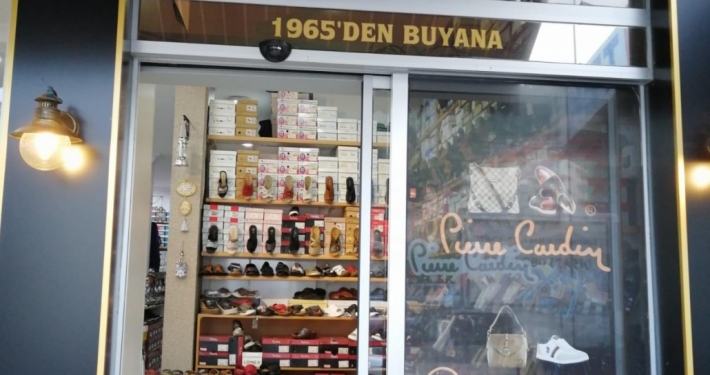 1965'DEN BUYANA
Pierre Cardin
®
Pierre Cardin